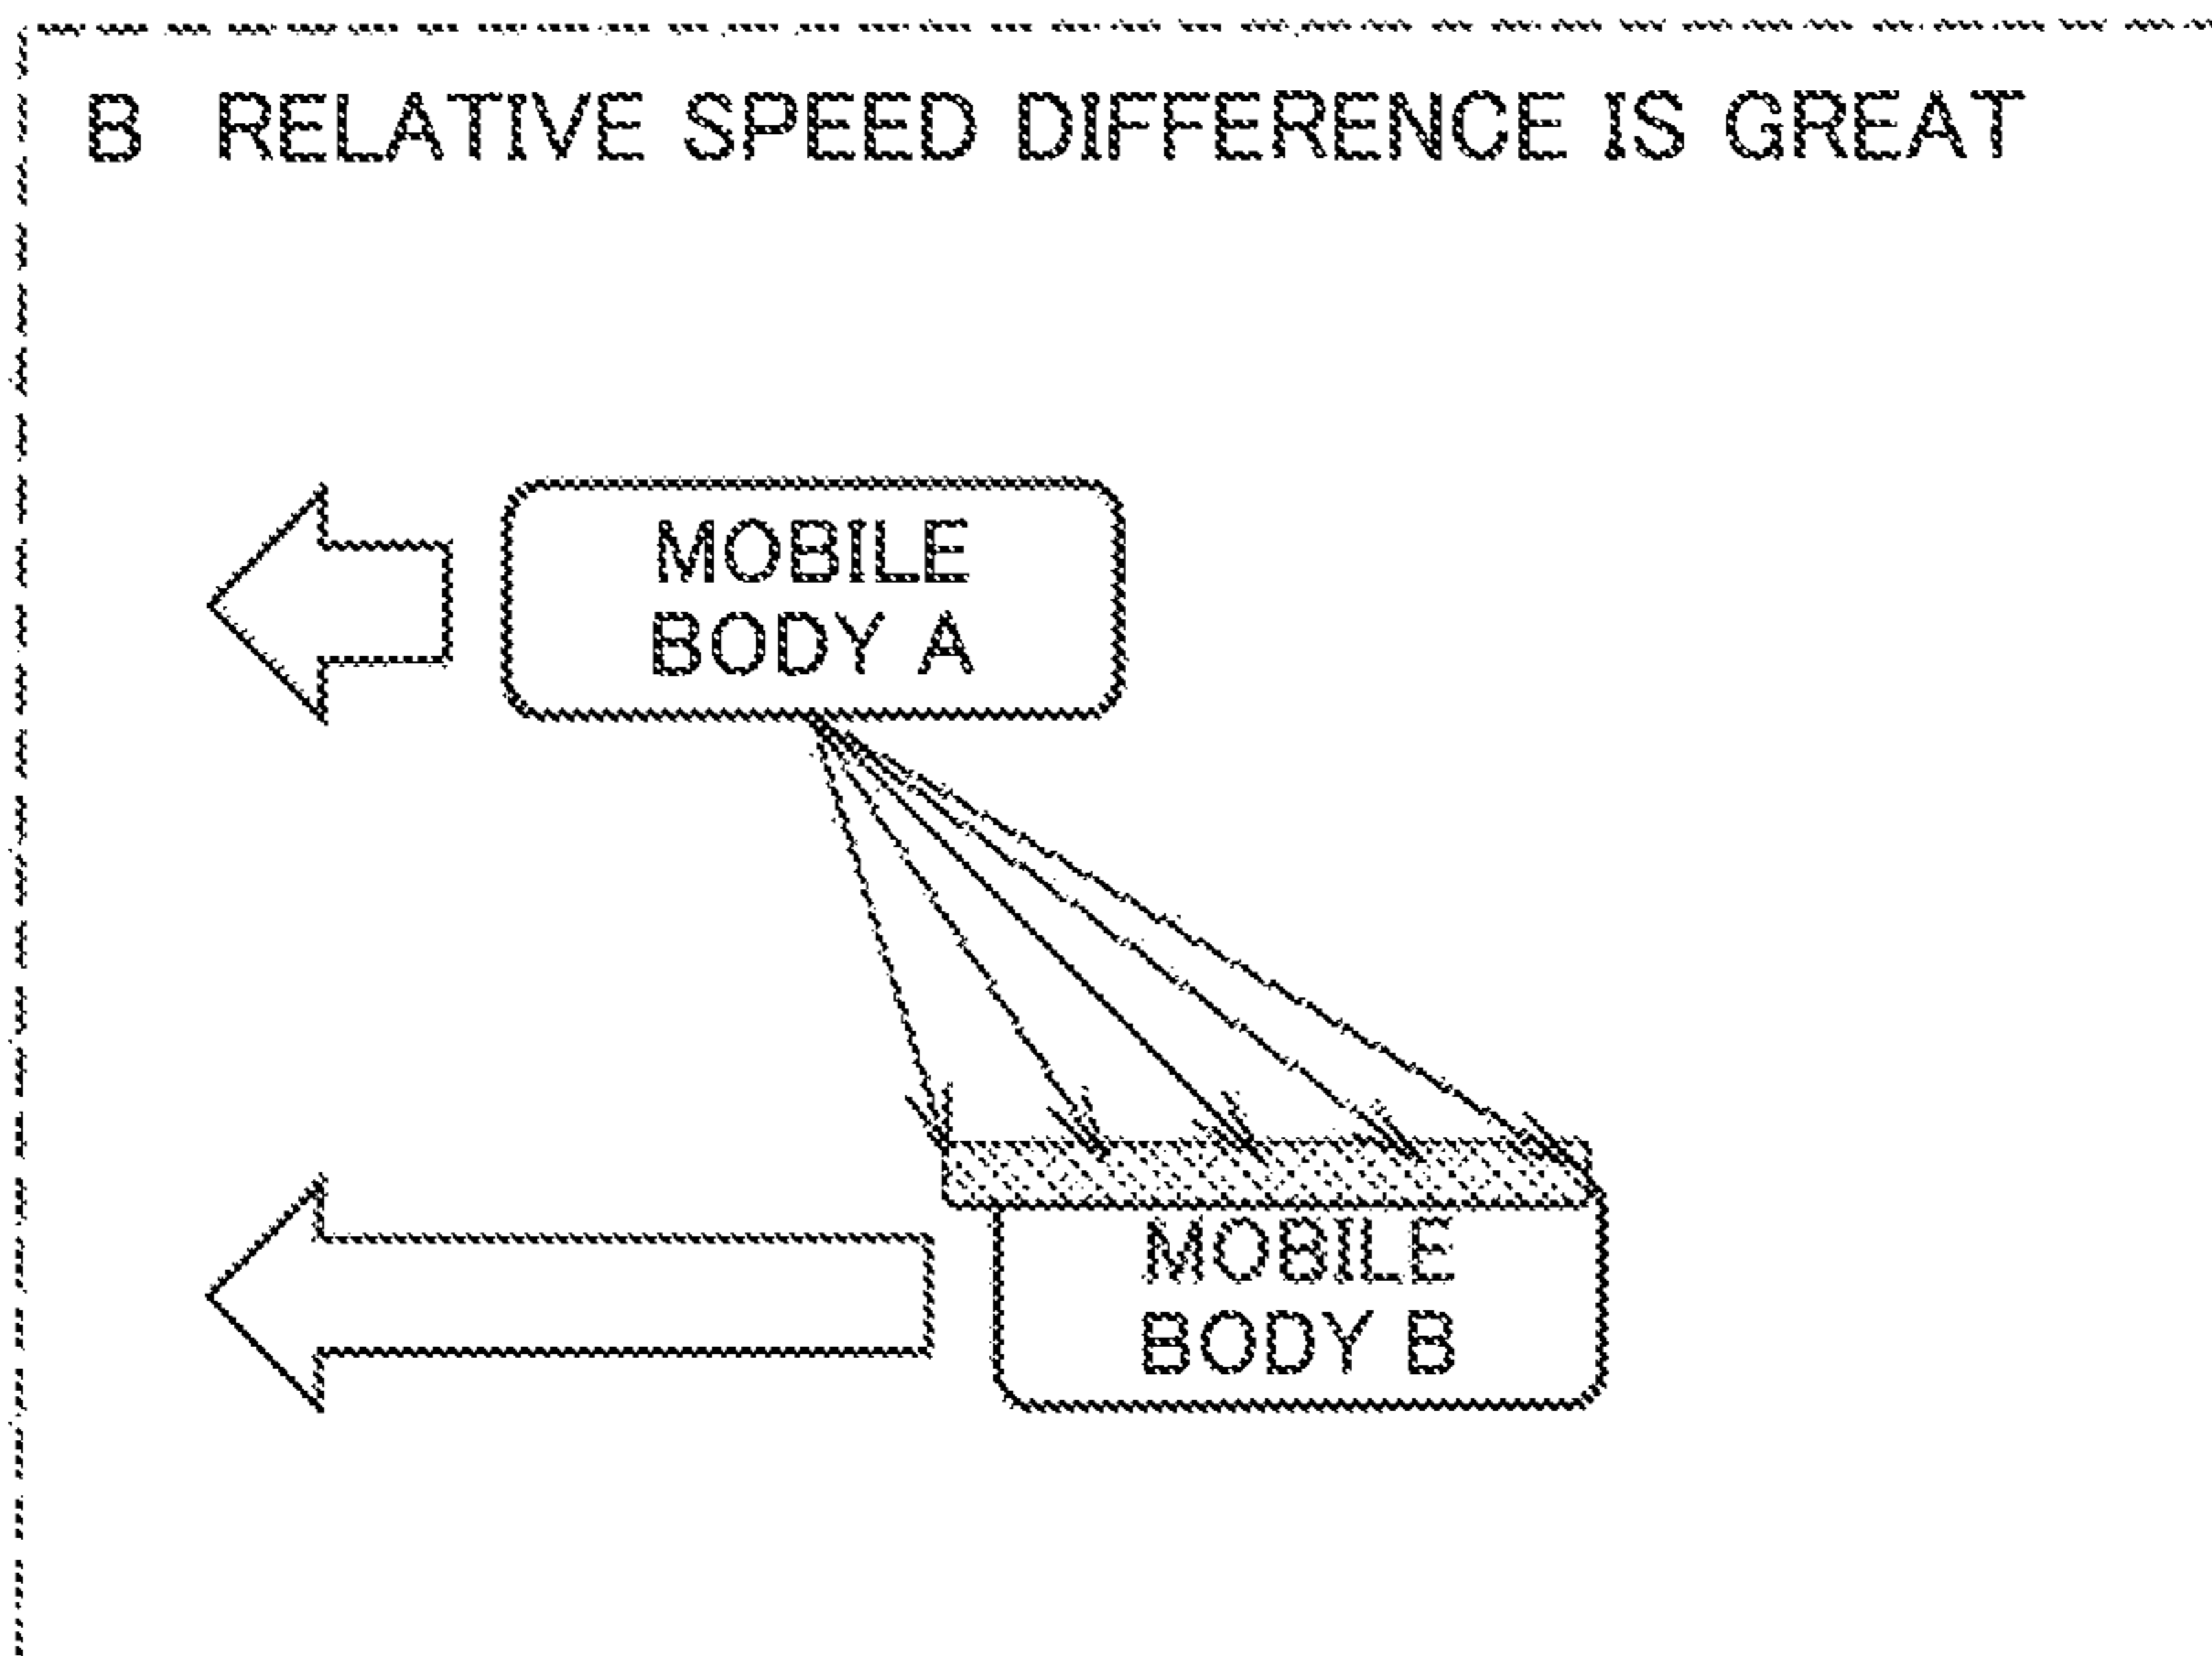 B RELATIVE SPEED DIFFERENCE IS GREAT
MOBILE
BODY A
MOBILE
BODY B